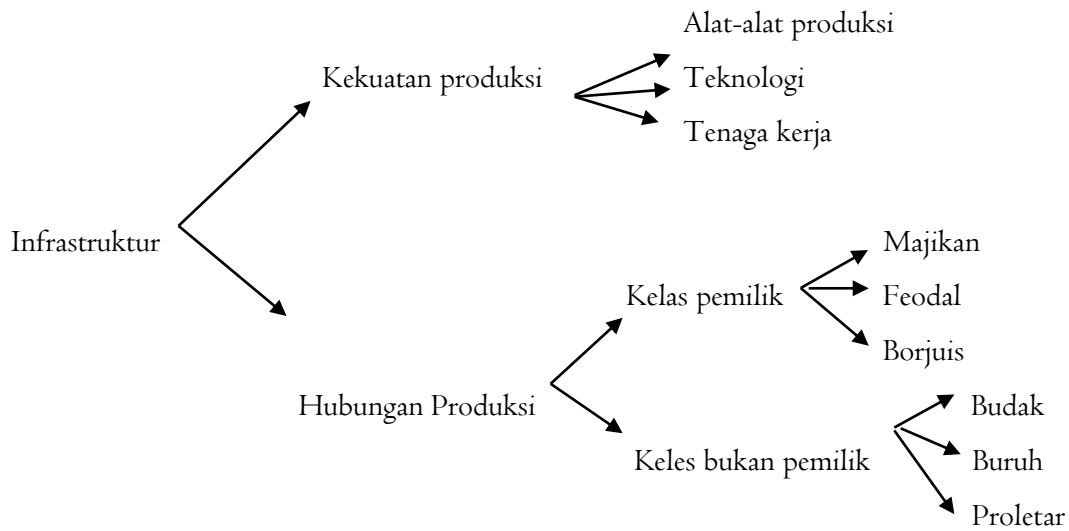 Alat-alat produksi
Kekuatan produksi
Teknologi
Tenaga kerja
Infrastruktur
Majikan
Kelas pemilik
Feodal
Borjuis
Hubungan Produksi
Budak
Keles bukan pemilik
Buruh
Proletar